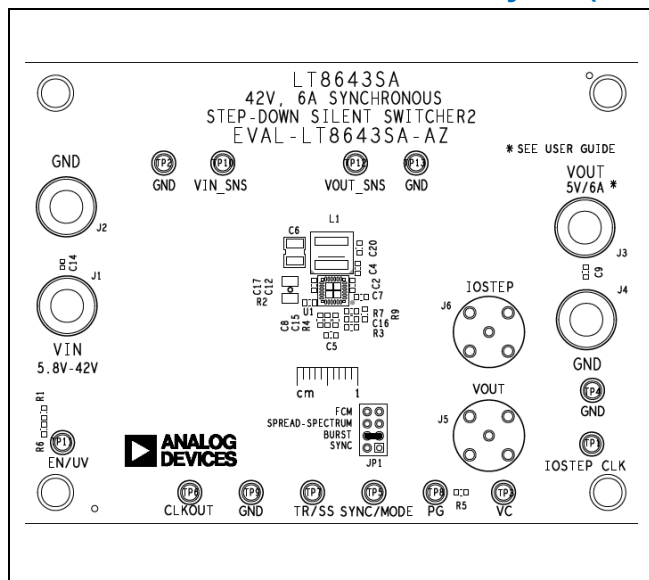 LT8643SA
42V, 6A SYNCHRONOUS
STEP-DOWN SILENT SWITCHER2
EVAL-LT8643SA-AZ
* SEE USER GUIDE
GND
TP2
GND
TP10
VIN_SNS
TP12
VOUT_SNS
TP13
GND
VOUT
5V/6A *
J2
J3
C14
J1
VIN
5.8V-42V
C9
J4
GND
L1
C6
C20
C4
C2
C17
C12
R2
C7
U1
C8
C15
R4
C5
R7
C16
R3
R9
IOSTEP
J6
cm 1
VOUT
J5
FCM
SPREAD-SPECTRUM
BURST
SYNC
JP1
R1
R6
TP1
EN/UV
ANALOG
DEVICES
TP4
GND
IOSTEP CLK
TP6
CLKOUT
TP9
GND
TP7
TR/SS
TP5
SYNC/MODE
TP8
PG
R5
TP3
VC